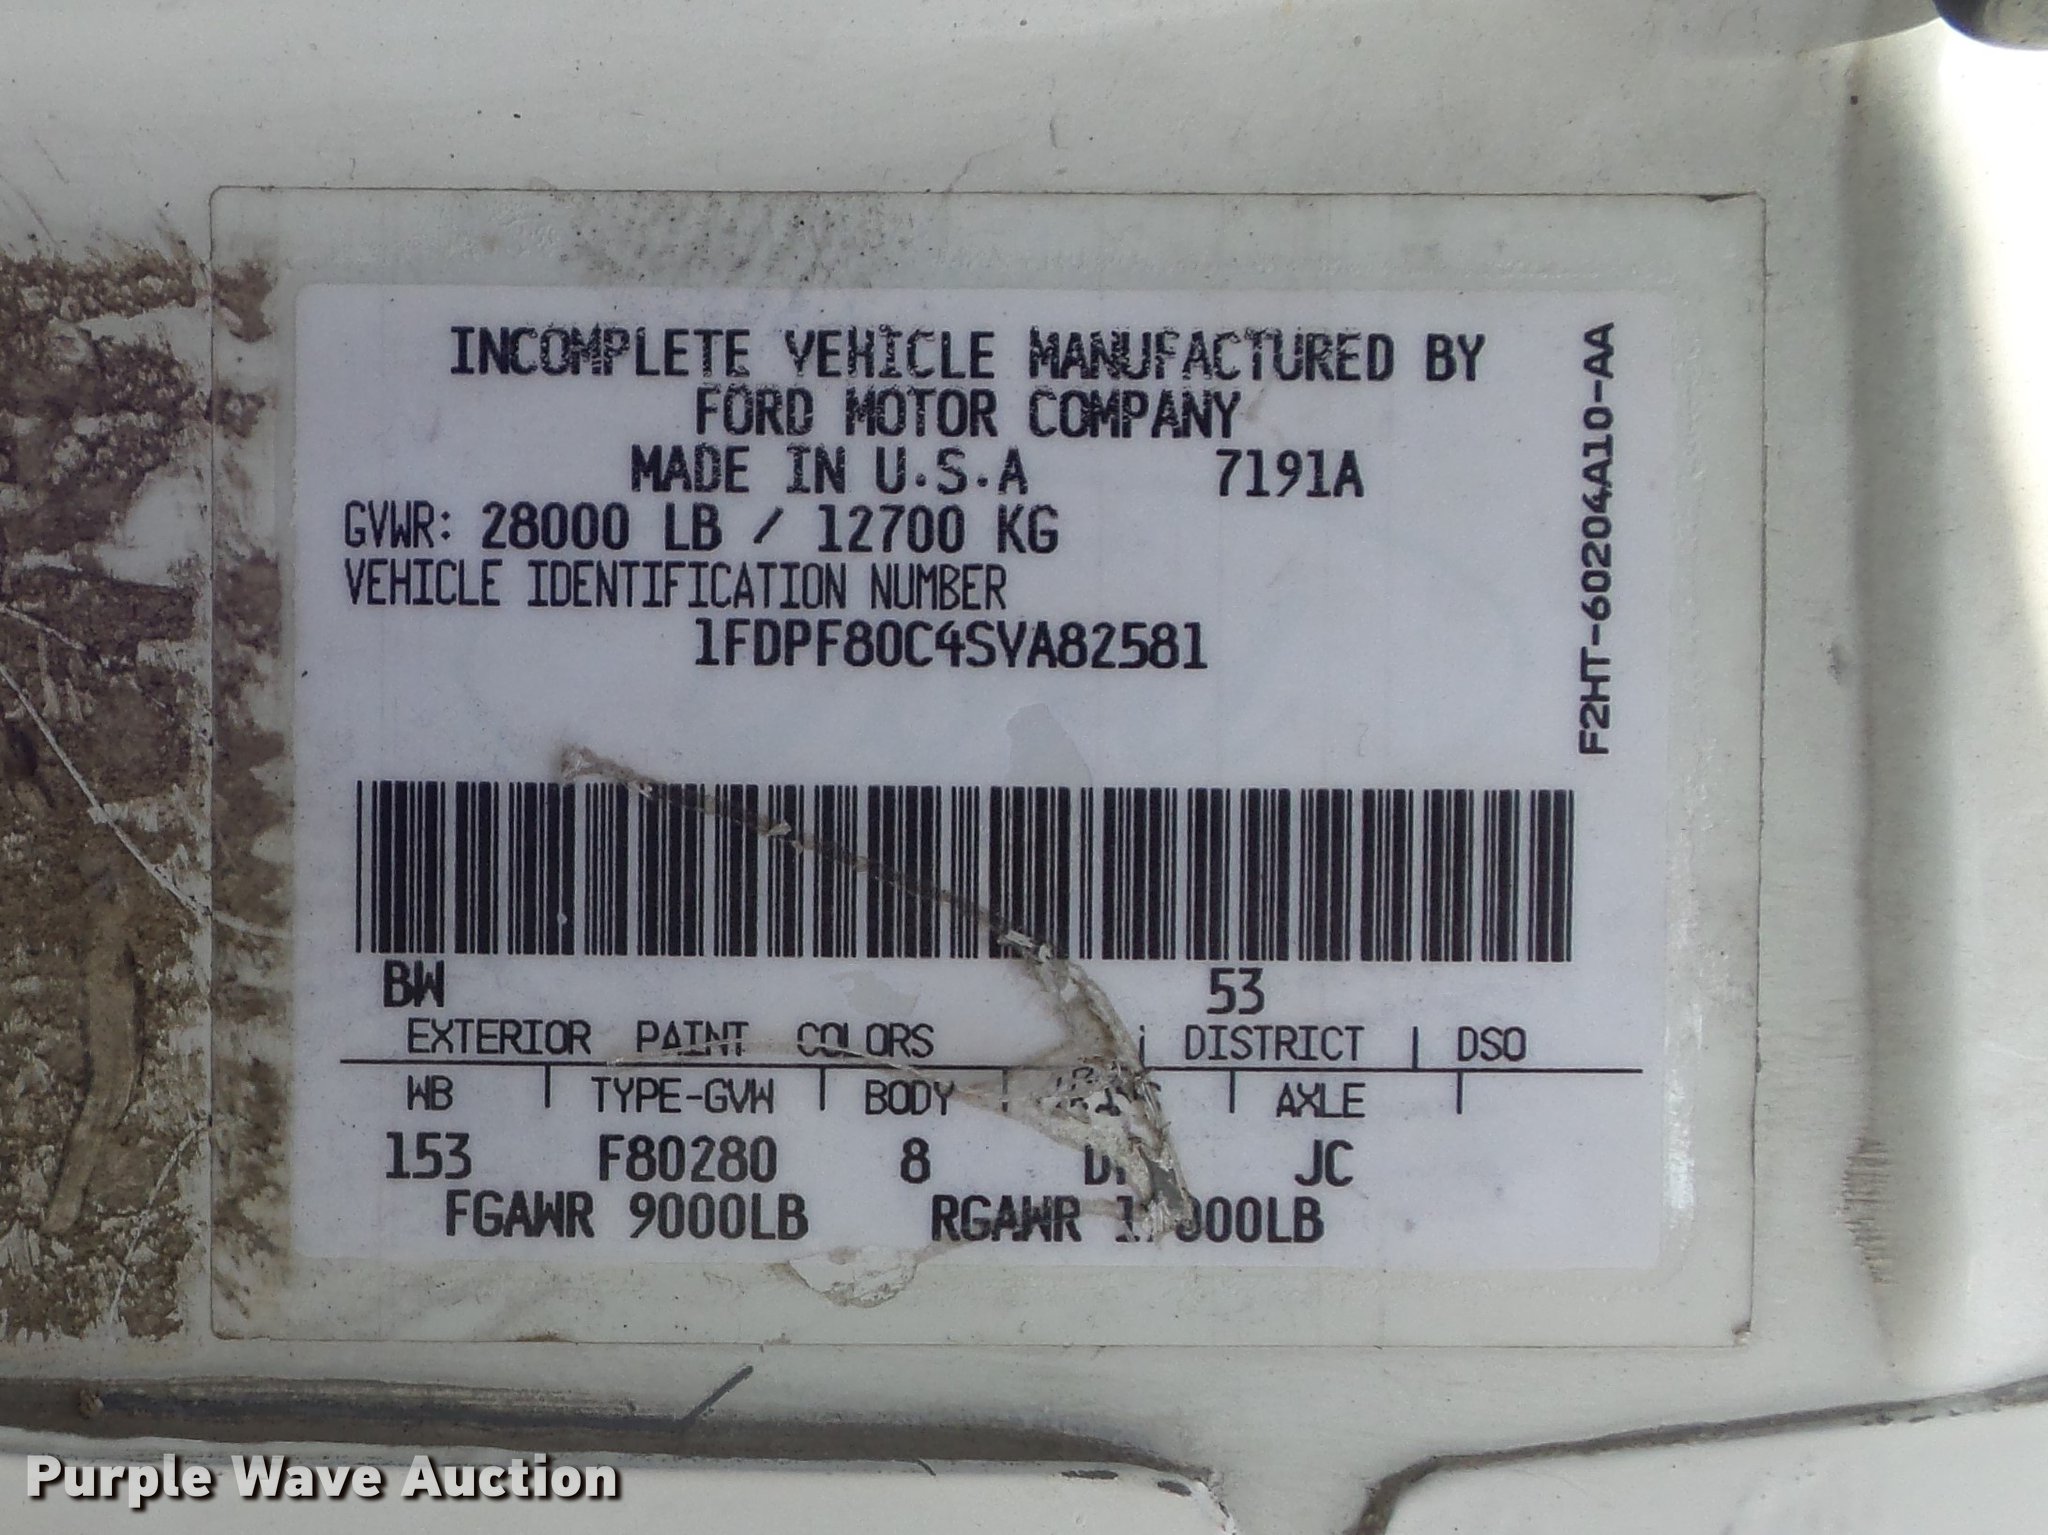 INCOMPLETE VEHICLE MANUFACTURED BY
FORD MOTOR COMPANY
MADE IN U.S.A 7191A
GVWR: 28000 LB / 12700 KG
VEHICLE IDENTIFICATION NUMBER
1FDPF80C4SVA82581
F2HT-60204A10-AA
BW 53
EXTERIOR PAINT COLORS DISTRICT DSO
WB TYPE-GVW BODY AXLE
153 F80280 8 JC
FGAWR 9000LB RGAWR
Purple Wave Auction